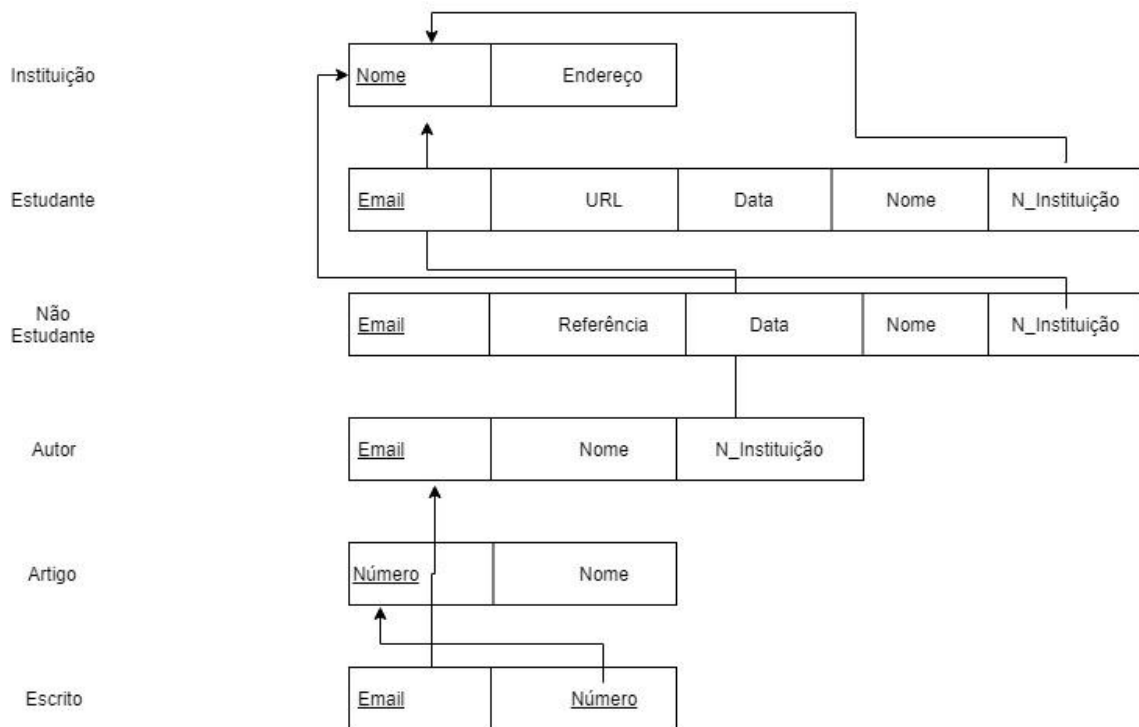 Instituição
Nome
Endereço
Estudante
Email
URL
Data
Nome
N_Instituição
Não
Estudante
Email
Referência
Data
Nome
N_Instituição
Autor
Email
Nome
N_Instituição
Artigo
Número
Nome
Escrito
Email
Número